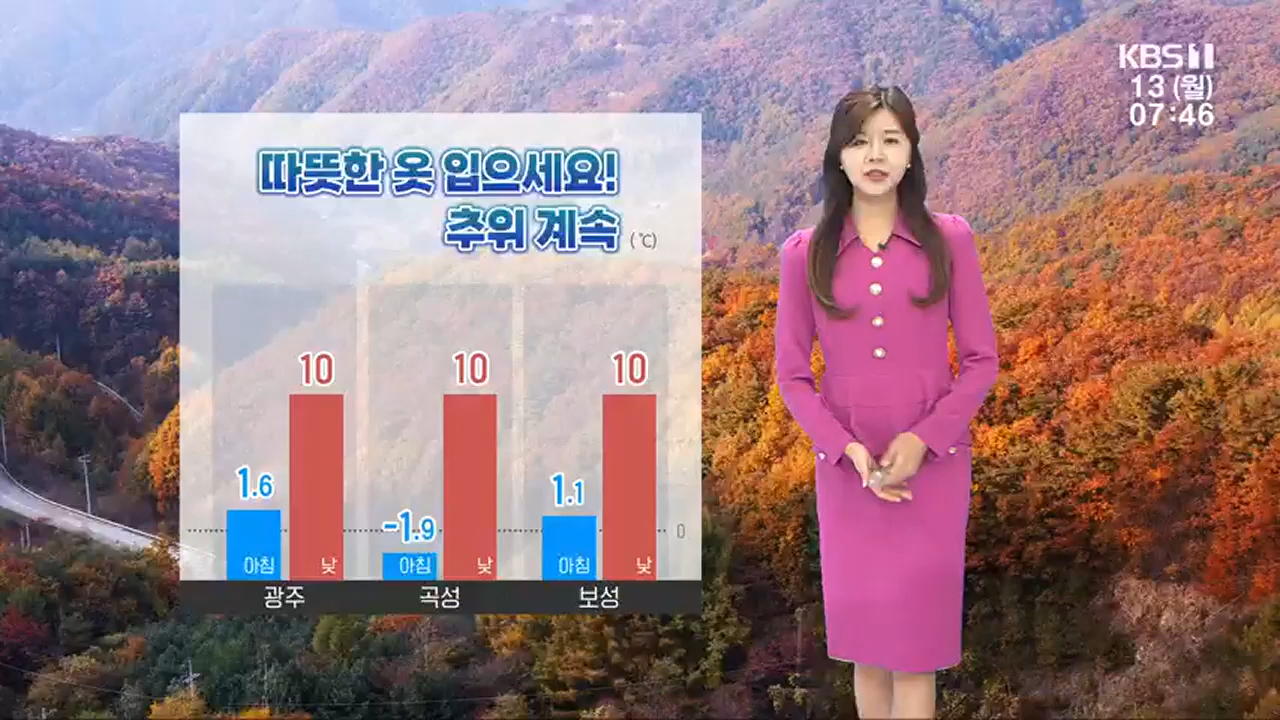 KBS 1
13 (월)
07:46
따뜻한 옷 입으세요!
추위 계속 (℃)
1.6 10 -1.9 10 1.1 10
0
아침 낮 아침 낮 아침 낮
광주 곡성 보성